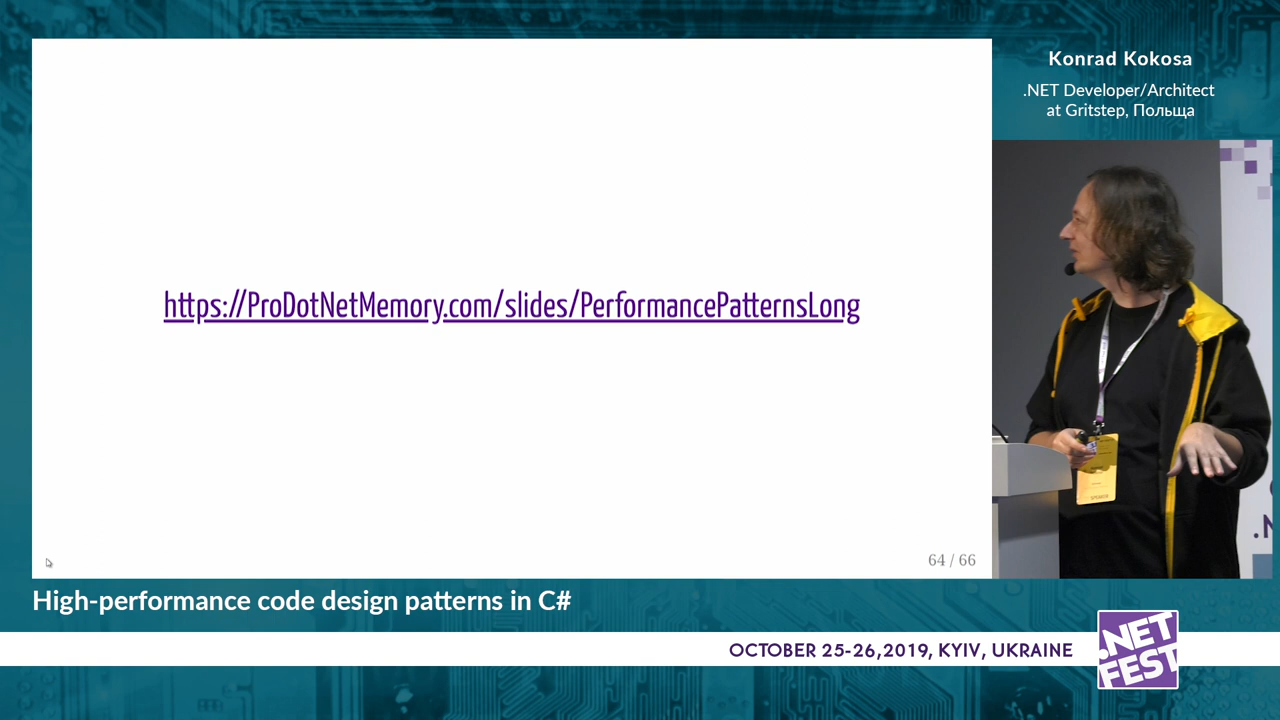 Konrad Kokosa
.NET Developer/Architect
at Gritstep, Польща
https://ProDotNetMemory.com/slides/PerformancePatternsLong
64 / 66
High-performance code design patterns in C#
OCTOBER 25-26,2019, KYIV, UKRAINE
.NET
FEST